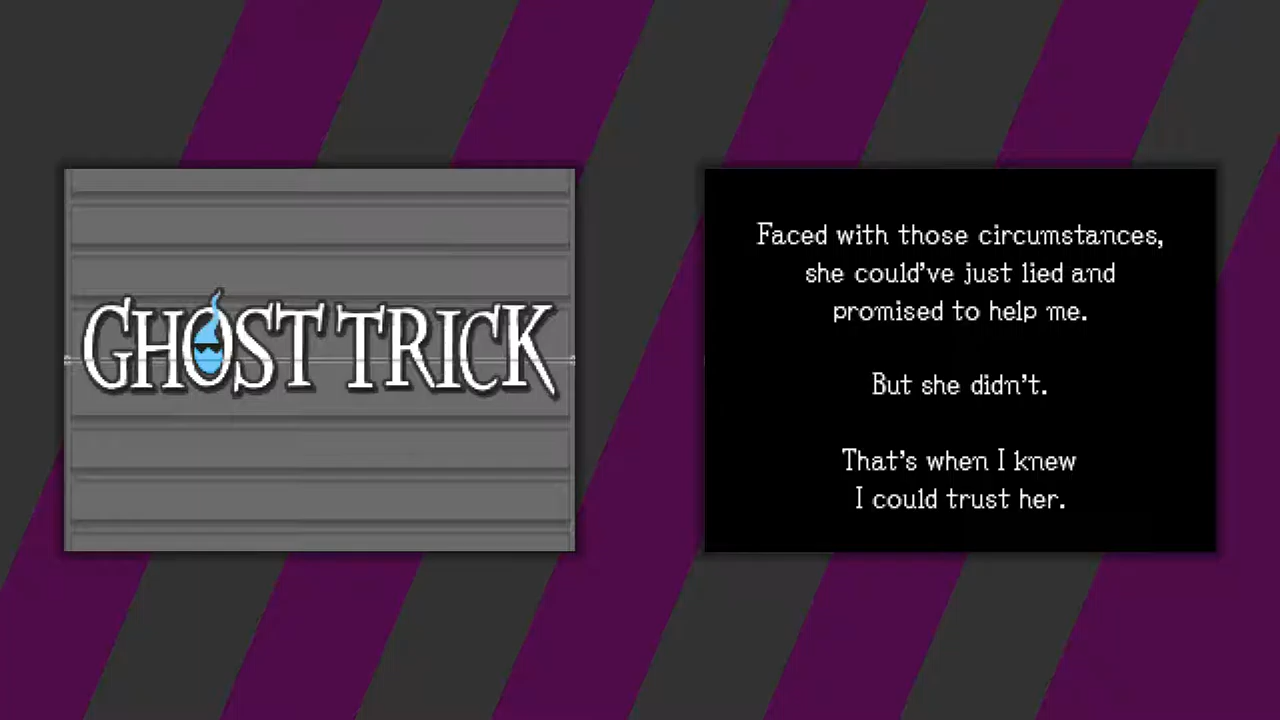 GHOST TRICK
Faced with those circumstances,
she could've just lied and
promised to help me.
But she didn't.
That's when I knew
I could trust her.